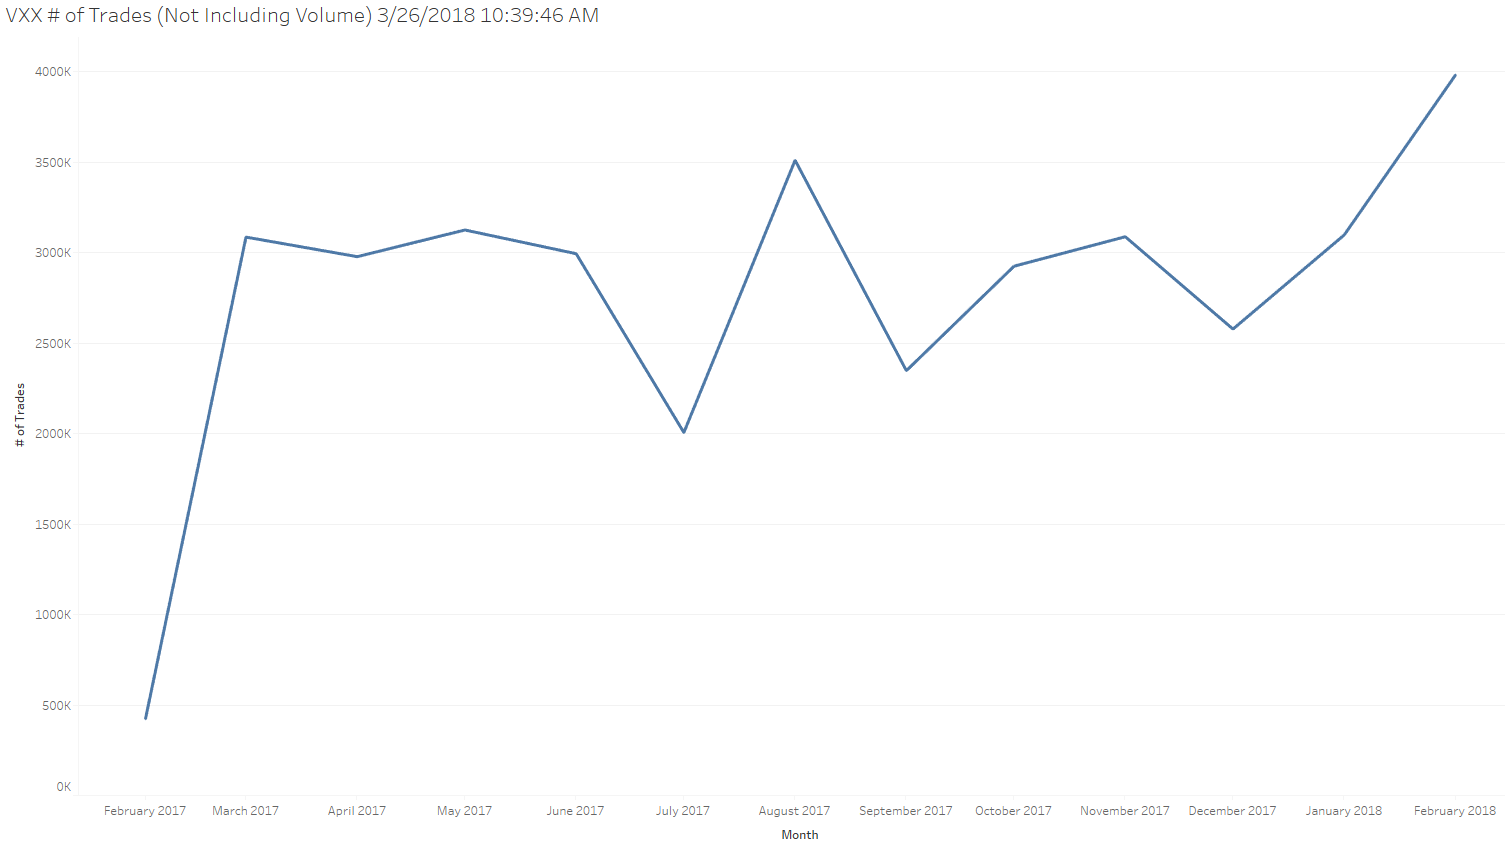 VXX # of Trades (Not Including Volume) 3/26/2018 10:39:46 AM
4000K
3500K
3000K
2500K
2000K
1500K
1000K
500K
0K
# of Trades
February 2017
March 2017
April 2017
May 2017
June 2017
July 2017
August 2017
September 2017
October 2017
November 2017
December 2017
January 2018
February 2018
Month